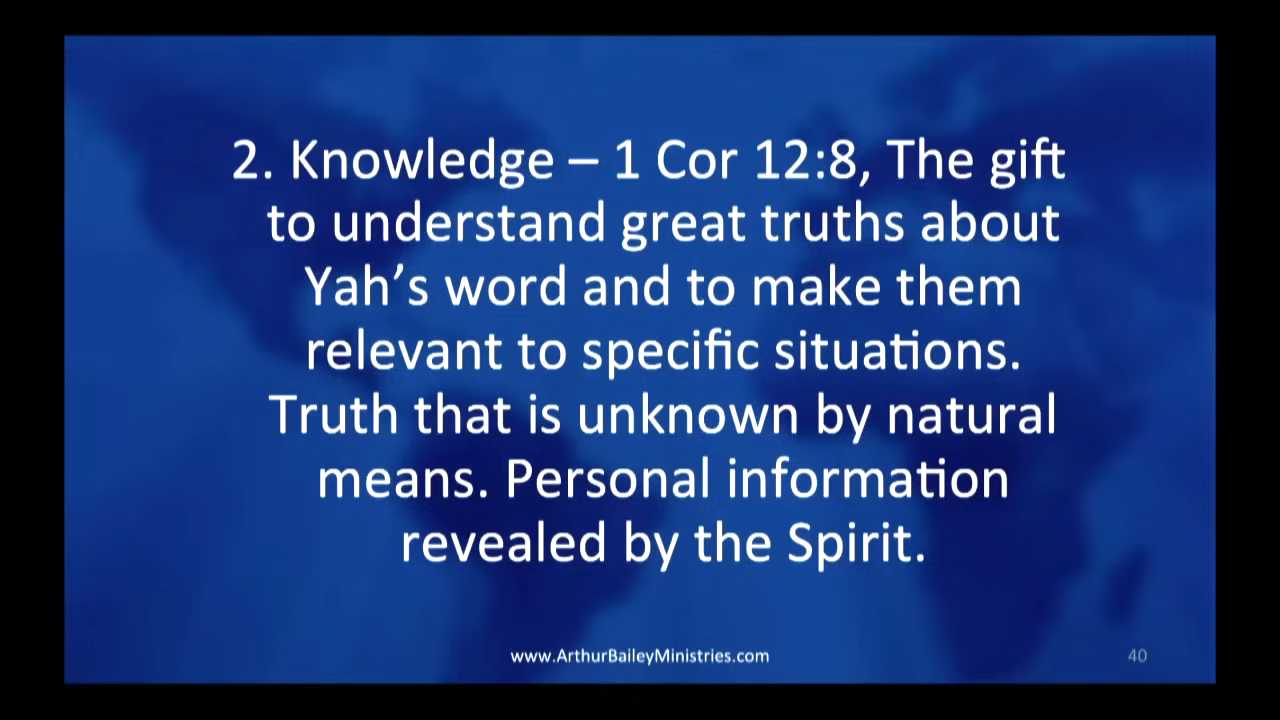 2. Knowledge – 1 Cor 12:8, The gift
to understand great truths about
Yah’s word and to make them
relevant to specific situations.
Truth that is unknown by natural
means. Personal information
revealed by the Spirit.
www.ArthurBaileyMinistries.com
40